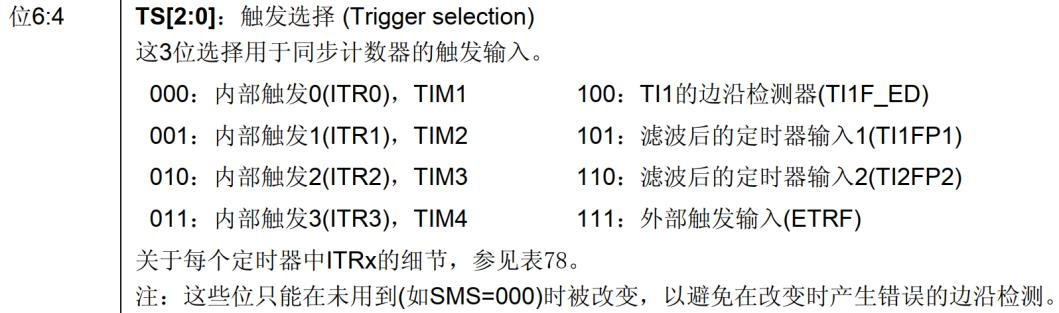 位6:4
TS[2:0]：触发选择 (Trigger selection)
这3位选择用于同步计数器的触发输入。
000：内部触发0(ITR0)，TIM1 100：TI1的边沿检测器(TI1F_ED)
001：内部触发1(ITR1)，TIM2 101：滤波后的定时器输入1(TI1FP1)
010：内部触发2(ITR2)，TIM3 110：滤波后的定时器输入2(TI2FP2)
011：内部触发3(ITR3)，TIM4 111：外部触发输入(ETRF)
关于每个定时器中ITRx的细节，参见表78。
注：这些位只能在未用到(如SMS=000)时被改变，以避免在改变时产生错误的边沿检测。